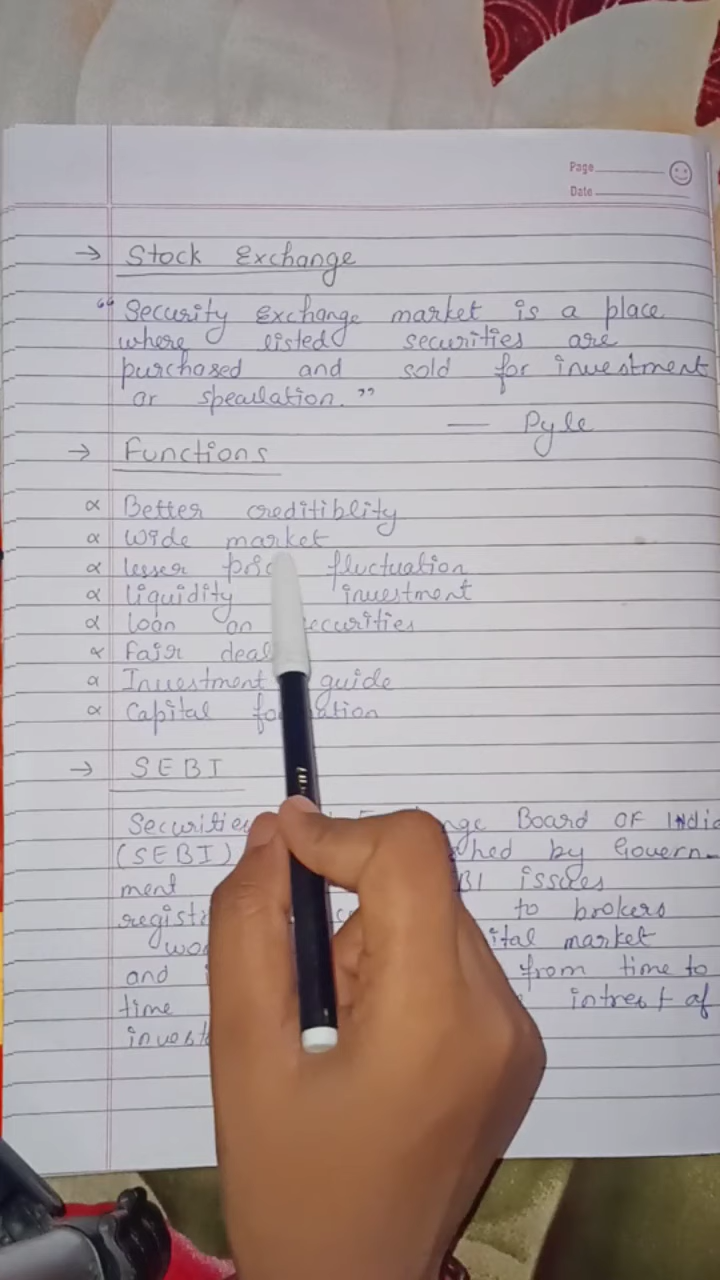 Page
Date
→ Stock Exchange
“ Security Exchange market is a place
where listed securities are
purchased and sold for investment
or speculation. ”
— Pyle
→ Functions
∝ Better creditiblity
∝ Wide market
∝ lesser fluctuation
∝ liquidity investment
∝ loan on
∝ Fair
∝ Investment guide
∝ Capital
→ SEBI
Board OF India
(SEBI) by Govern-
ment issues
to brokers
market
and from time to
time intrest of